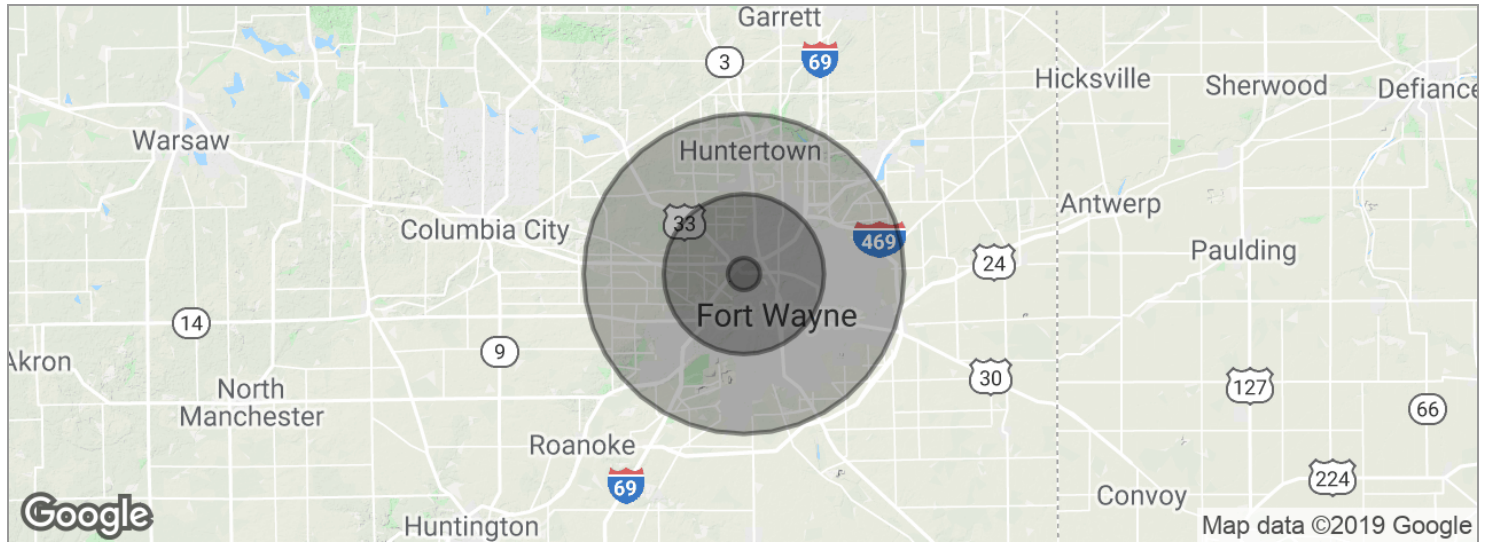 Garrett
3
69
Hicksville
Sherwood
Defiance
Warsaw
Huntertown
Antwerp
33
Columbia City
469
24
Paulding
14
Fort Wayne
9
Akron
30
127
North
Manchester
66
Roanoke
69
224
Convoy
Google
Huntington
Map data ©2019 Google